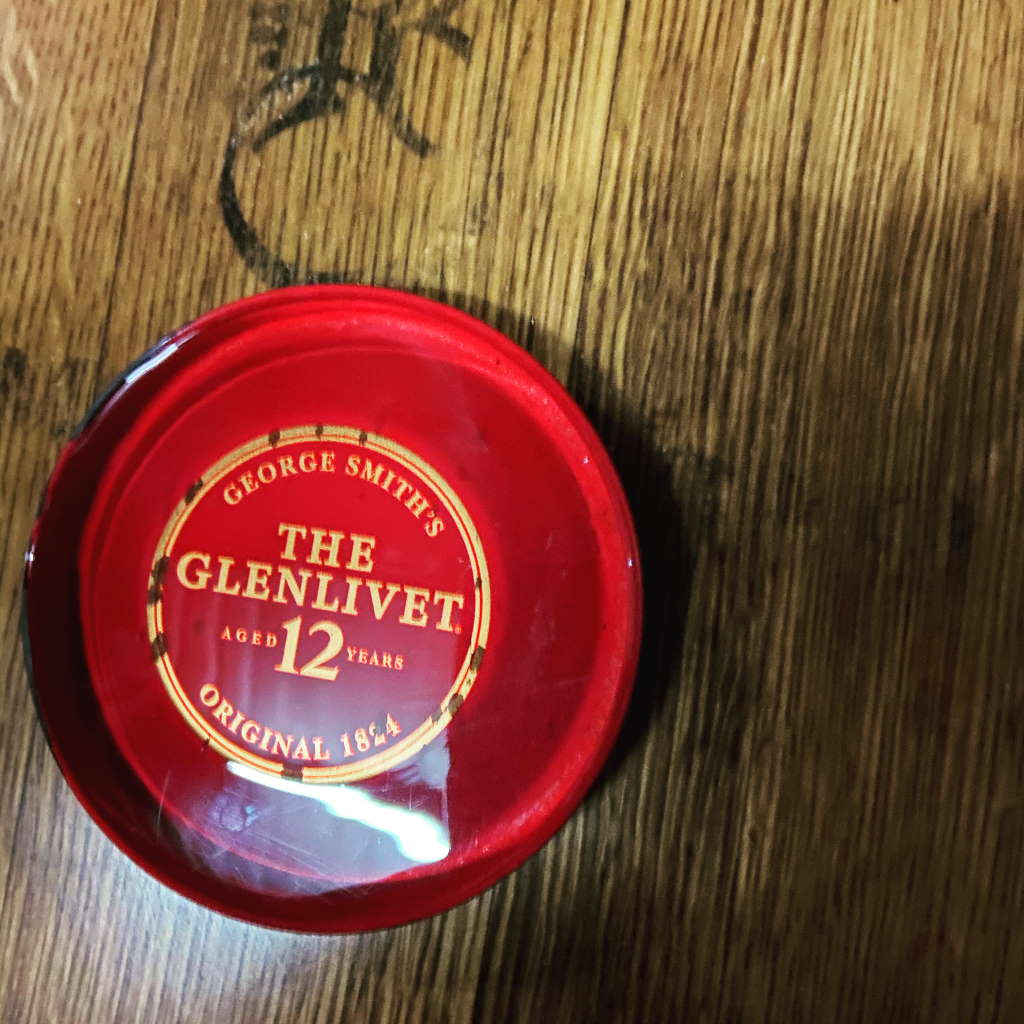 GEORGE SMITH'S
THE
GLENLIVET
AGED 12 YEARS
ORIGINAL 1824